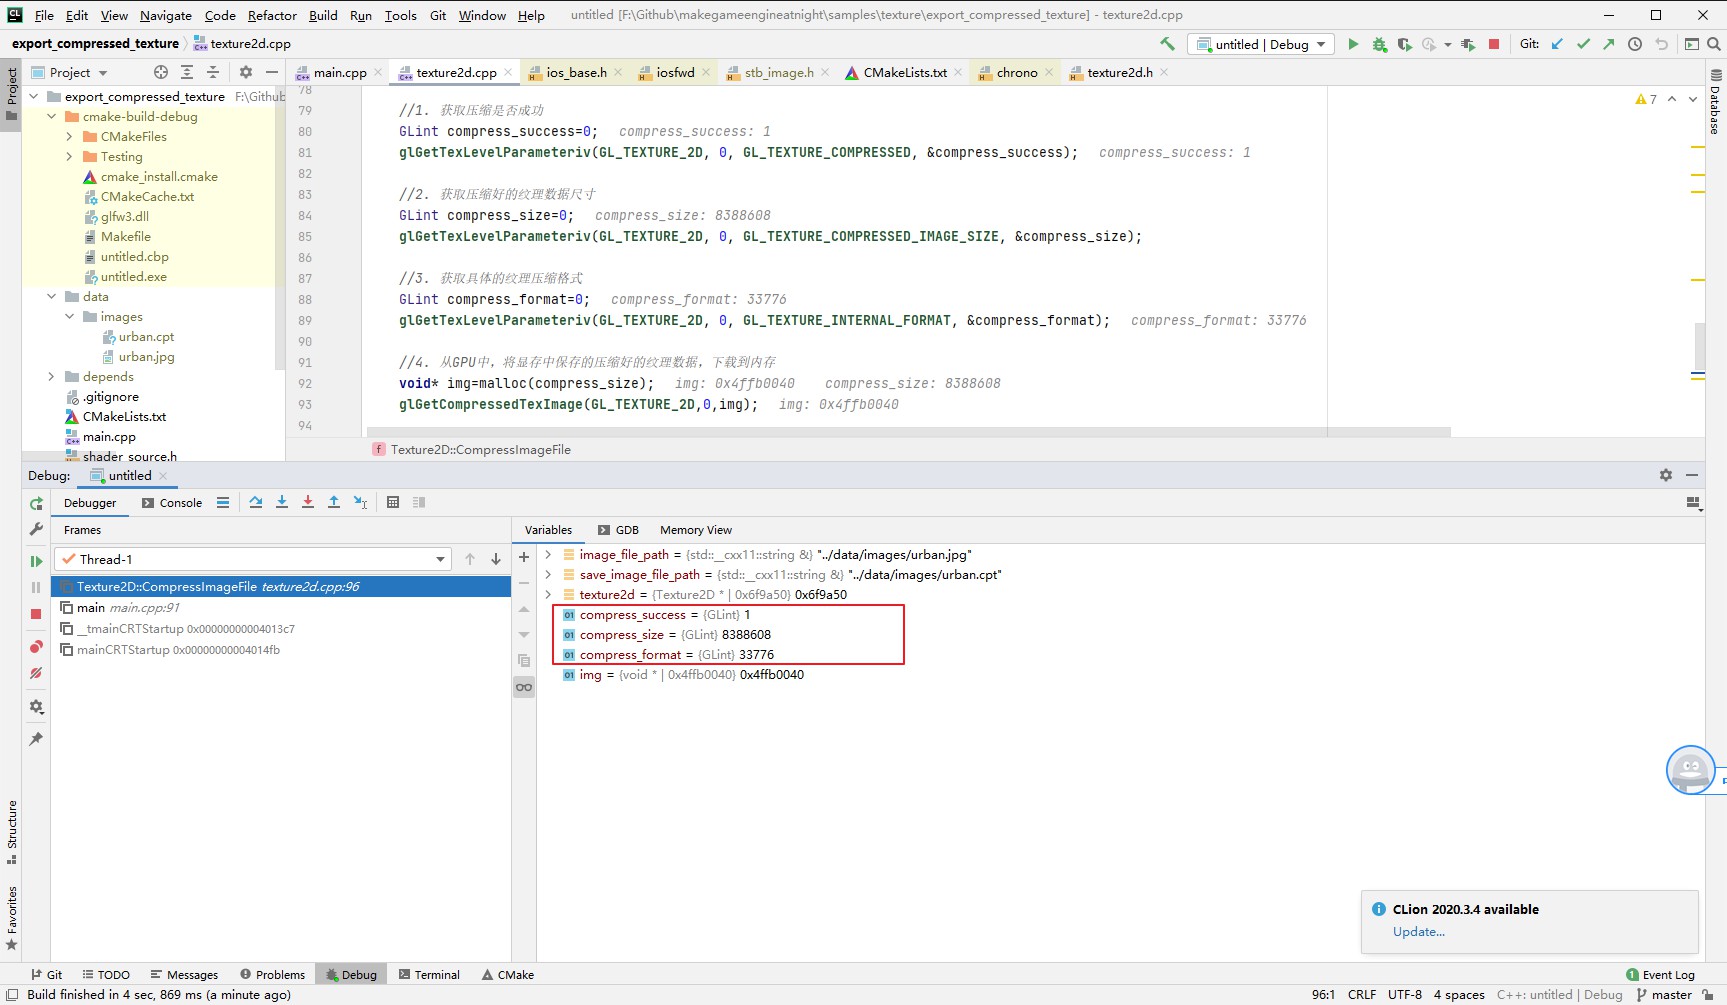 CL File Edit View Navigate Code Refactor Build Run Tools Git Window Help untitled [F:\Github\makegameengineatnight\samples\texture\export_compressed_texture] - texture2d.cpp
export_compressed_texture texture2d.cpp untitled | Debug Git:
Project
Project
main.cpp texture2d.cpp ios_base.h iosfwd stb_image.h CMakeLists.txt chrono texture2d.h
Database
export_compressed_texture F:\Github
cmake-build-debug
CMakeFiles
Testing
cmake_install.cmake
CMakeCache.txt
glfw3.dll
Makefile
untitled.cbp
untitled.exe
data
images
urban.cpt
urban.jpg
depends
.gitignore
CMakeLists.txt
main.cpp
shader_source.h
7
78
79 //1. 获取压缩是否成功
80 GLint compress_success=0; compress_success: 1
81 glGetTexLevelParameteriv(GL_TEXTURE_2D, 0, GL_TEXTURE_COMPRESSED, &compress_success); compress_success: 1
82
83 //2. 获取压缩好的纹理数据尺寸
84 GLint compress_size=0; compress_size: 8388608
85 glGetTexLevelParameteriv(GL_TEXTURE_2D, 0, GL_TEXTURE_COMPRESSED_IMAGE_SIZE, &compress_size);
86
87 //3. 获取具体的纹理压缩格式
88 GLint compress_format=0; compress_format: 33776
89 glGetTexLevelParameteriv(GL_TEXTURE_2D, 0, GL_TEXTURE_INTERNAL_FORMAT, &compress_format); compress_format: 33776
90
91 //4. 从GPU中，将显存中保存的压缩好的纹理数据，下载到内存
92 void* img=malloc(compress_size); img: 0x4ffb0040 compress_size: 8388608
93 glGetCompressedTexImage(GL_TEXTURE_2D,0,img); img: 0x4ffb0040
94
f Texture2D::CompressImageFile
Debug: untitled
Debugger Console
Frames
Thread-1
Texture2D::CompressImageFile texture2d.cpp:96
main main.cpp:91
__tmainCRTStartup 0x00000000004013c7
mainCRTStartup 0x00000000004014fb
Variables GDB Memory View
image_file_path = {std::__cxx11::string &} "../data/images/urban.jpg"
save_image_file_path = {std::__cxx11::string &} "../data/images/urban.cpt"
texture2d = {Texture2D * | 0x6f9a50} 0x6f9a50
01 compress_success = {GLint} 1
01 compress_size = {GLint} 8388608
01 compress_format = {GLint} 33776
01 img = {void * | 0x4ffb0040} 0x4ffb0040
Structure
Favorites
CLion 2020.3.4 available
Update...
Git TODO Messages Problems Debug Terminal CMake 1 Event Log
Build finished in 4 sec, 869 ms (a minute ago) 96:1 CRLF UTF-8 4 spaces C++: untitled | Debug master